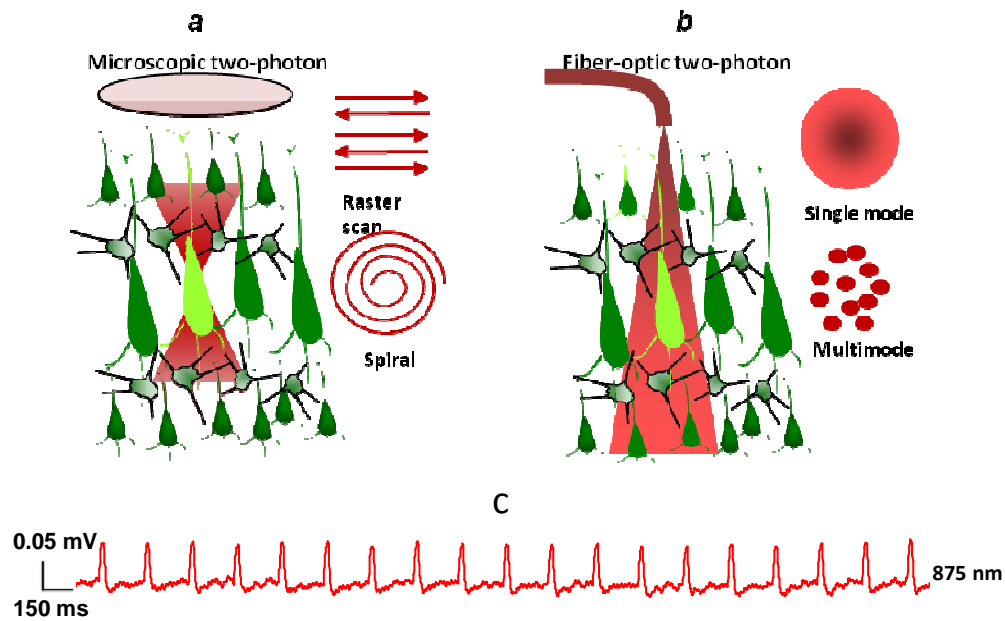 a
Microscopic two-photon
Raster
scan
Spiral
b
Fiber-optic two-photon
Single mode
Multimode
C
0.05 mV
150 ms
875 nm